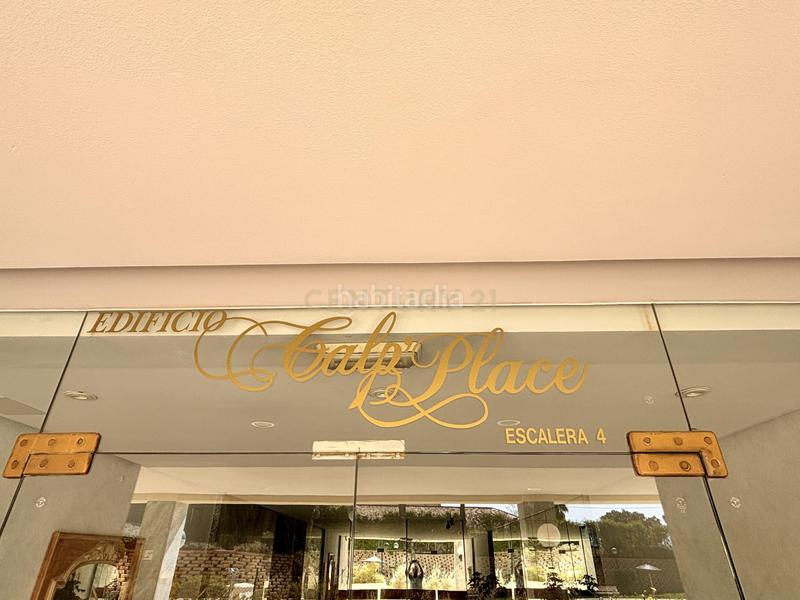 habitaclia
EDIFICIO
Calp' Place
ESCALERA 4